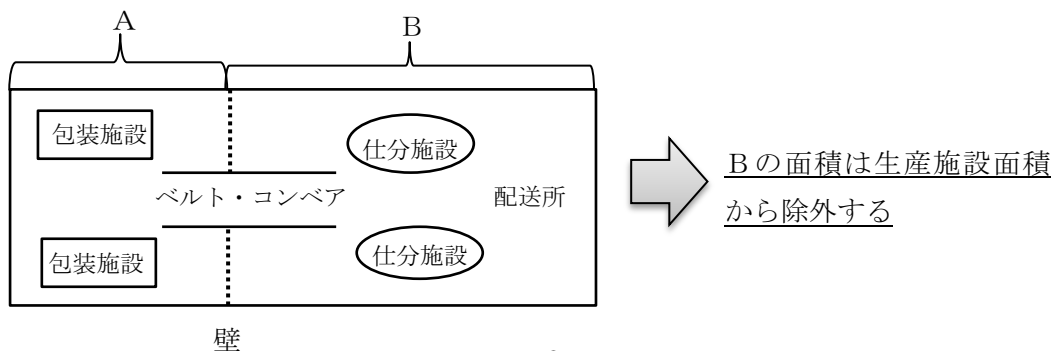 A
B
包装施設
仕分施設
ベルト・コンベア
配送所
包装施設
仕分施設
壁
Bの面積は生産施設面積
から除外する